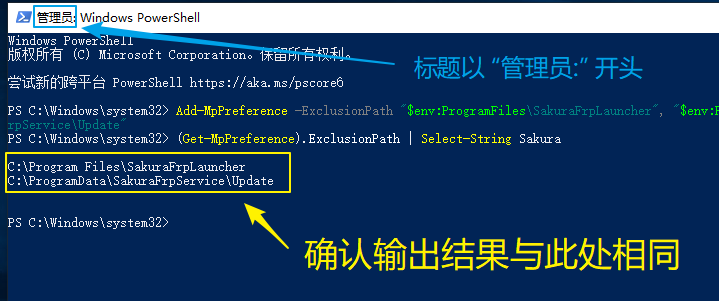 管理员: Windows PowerShell
Windows PowerShell
版权所有 (C) Microsoft Corporation。保留所有权利。
标题以 “管理员:” 开头
尝试新的跨平台 PowerShell https://aka.ms/pscore6
PS C:\Windows\system32> Add-MpPreference -ExclusionPath "$env:ProgramFiles\SakuraFrpLauncher", "$env:
rpService\Update"
PS C:\Windows\system32> (Get-MpPreference).ExclusionPath | Select-String Sakura
C:\Program Files\SakuraFrpLauncher
C:\ProgramData\SakuraFrpService\Update
PS C:\Windows\system32>
确认输出结果与此处相同